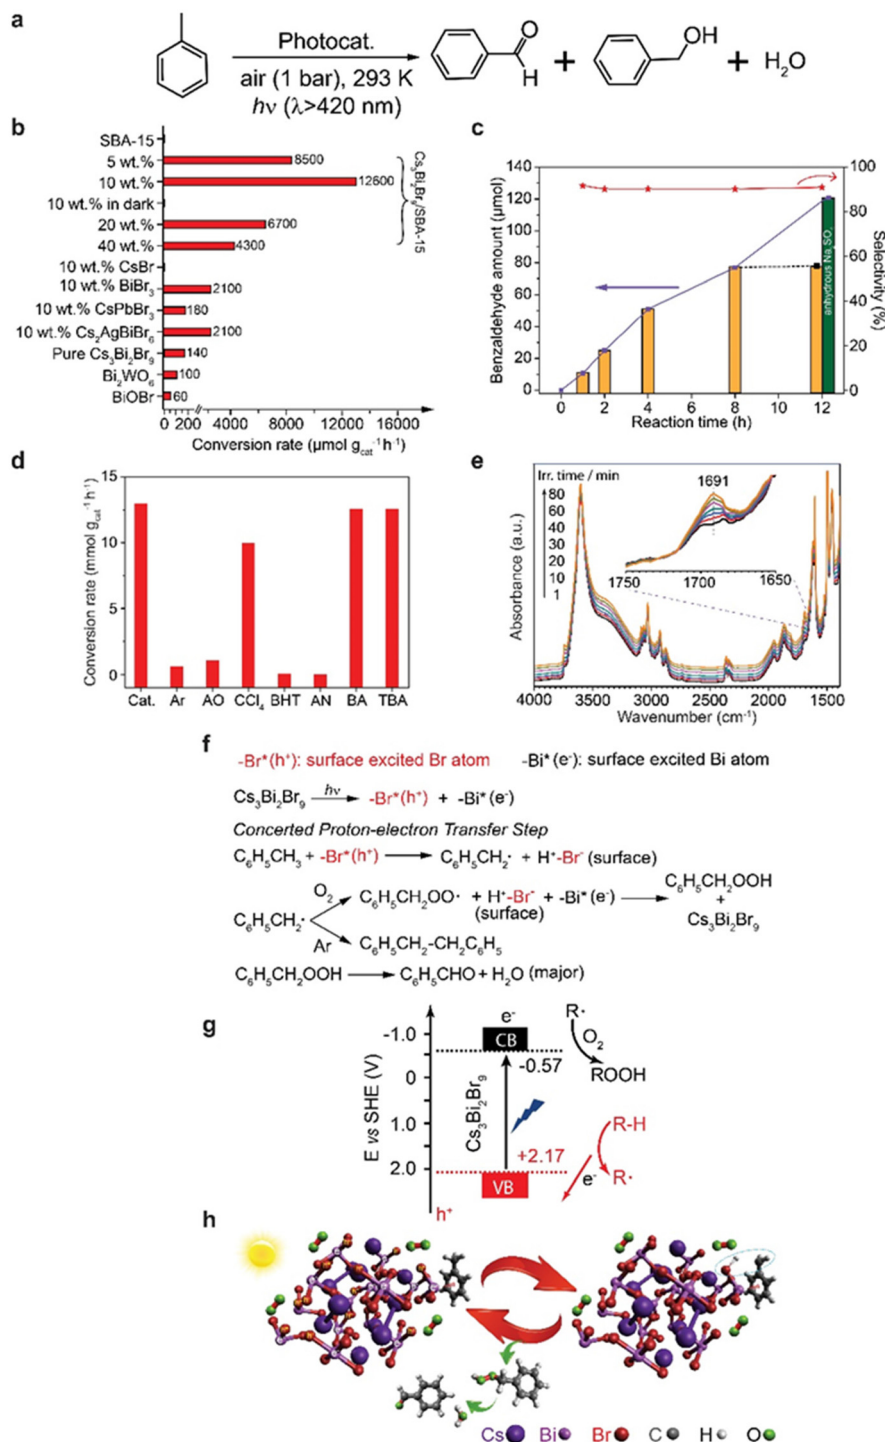 a
Photocat.
air (1 bar), 293 K
hν (λ>420 nm)
O
H
+
OH
+ H₂O
b
SBA-15
5 wt.% 8500
10 wt.% 12600
10 wt.% in dark
20 wt.% 6700
40 wt.% 4300
Cs₃Bi₂Br₉/SBA-15
10 wt.% CsBr
10 wt.% BiBr₃ 2100
10 wt.% CsPbBr₃ 180
10 wt.% Cs₂AgBiBr₆ 2100
Pure Cs₃Bi₂Br₉ 140
Bi₂WO₆ 100
BiOBr 60
0 200 4000 8000 12000 16000
Conversion rate (μmol g_cat⁻¹ h⁻¹)
c
Benzaldehyde amount (μmol)
140
120
100
80
60
40
20
0
0 2 4 6 8 10 12
Reaction time (h)
100
80
60
40
20
0
Selectivity (%)
anhydrous Na₂SO₄
d
Conversion rate (mmol g_cat⁻¹ h⁻¹)
15
10
5
0
Cat. Ar AO CCl₄ BHT AN BA TBA
e
Absorbance (a.u.)
Irr. time / min
80
60
50
40
30
20
10
1
1691
1750 1700 1650
4000 3500 3000 2500 2000 1500
Wavenumber (cm⁻¹)
f
-Br*(h⁺): surface excited Br atom -Bi*(e⁻): surface excited Bi atom
Cs₃Bi₂Br₉ hν -Br*(h⁺) + -Bi*(e⁻)
Concerted Proton-electron Transfer Step
C₆H₅CH₃ + -Br*(h⁺) → C₆H₅CH₂· + H⁺-Br⁻ (surface)
C₆H₅CH₂·
O₂ C₆H₅CH₂OO· + H⁺-Br⁻ + -Bi*(e⁻) → C₆H₅CH₂OOH
(surface)
+
Cs₃Bi₂Br₉
Ar C₆H₅CH₂-CH₂C₆H₅
C₆H₅CH₂OOH → C₆H₅CHO + H₂O (major)
g
E vs SHE (V)
-1.0
0
1.0
2.0
h⁺
e⁻
CB
-0.57
Cs₃Bi₂Br₉
+2.17
VB
R·
O₂
ROOH
R-H
e⁻
R·
h
Cs Bi Br C H O